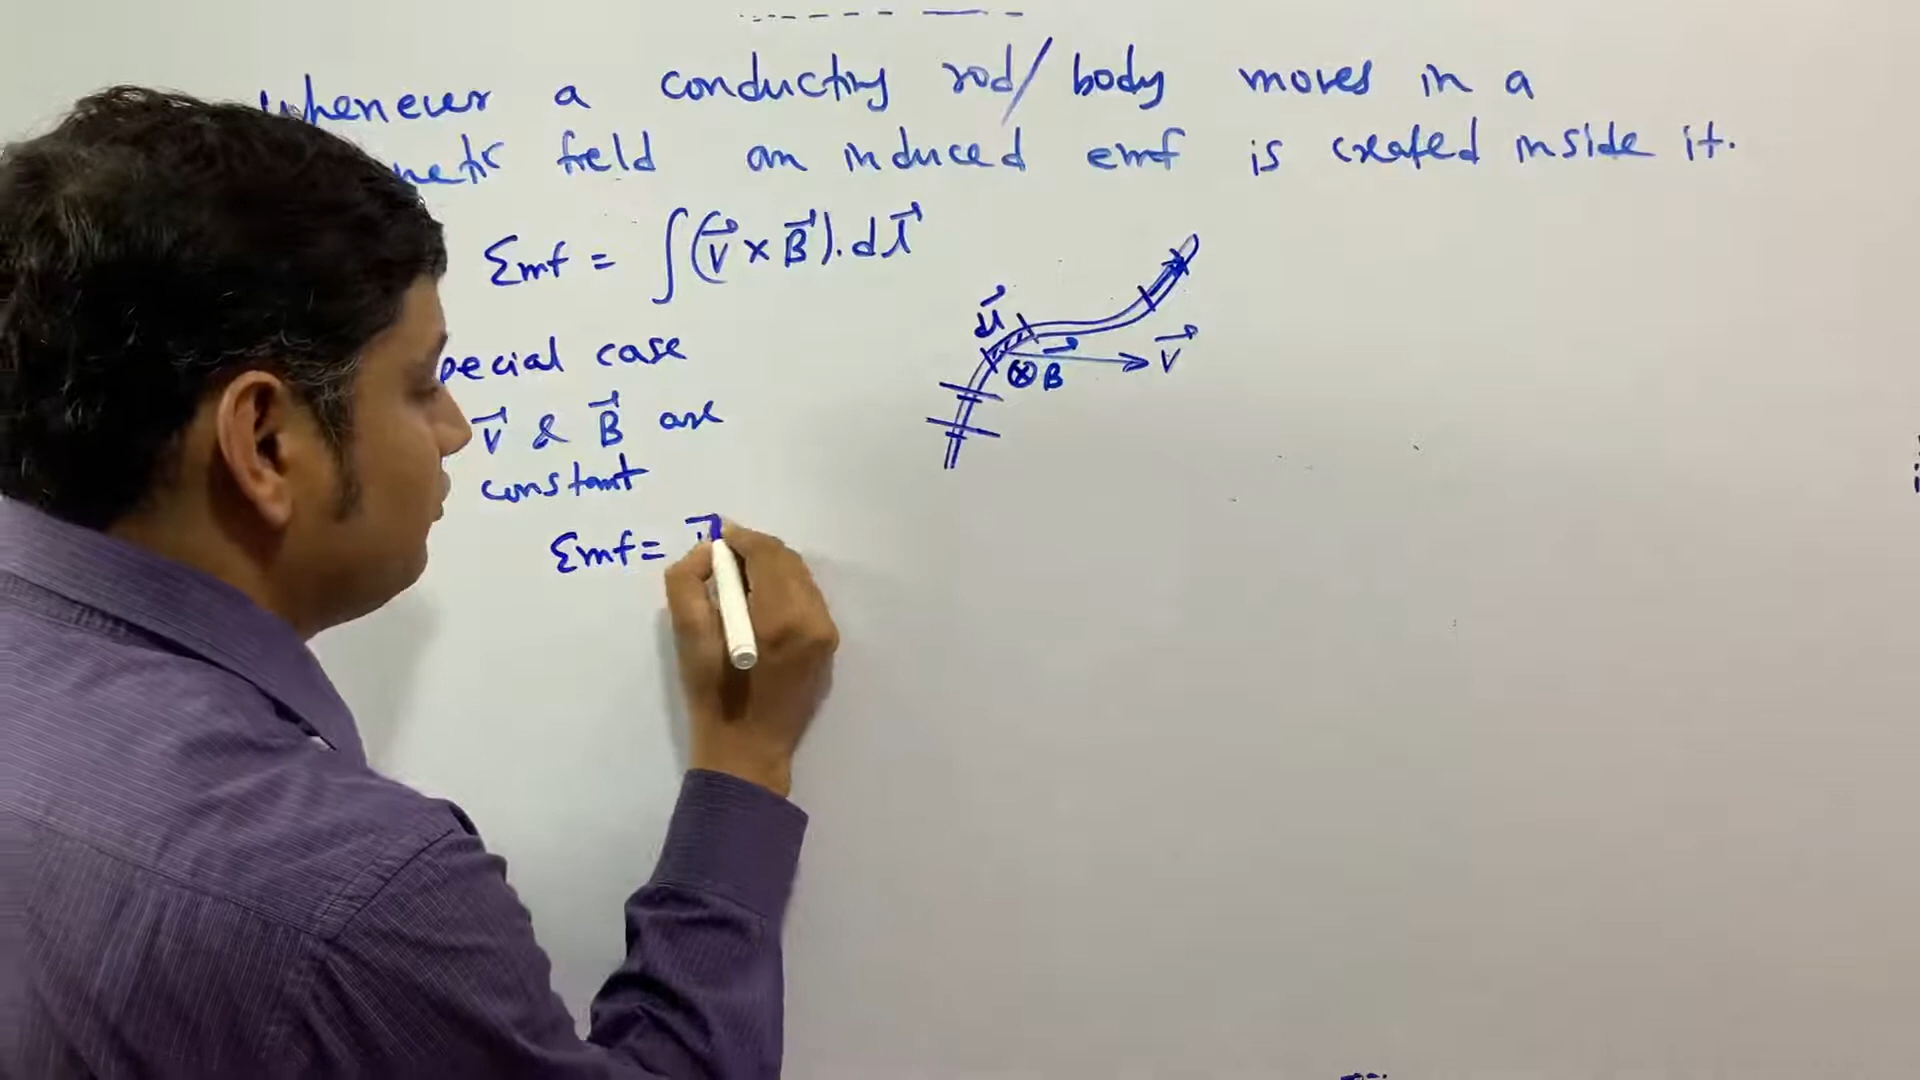 whenever a conducting rod/body moves in a
netic field an induced emf is created inside it.
Emf = ∫(v⃗ × B⃗).dl⃗
pecial case
v⃗ & B⃗ are
constant
Emf =
dl⃗
⊗ B⃗
v⃗